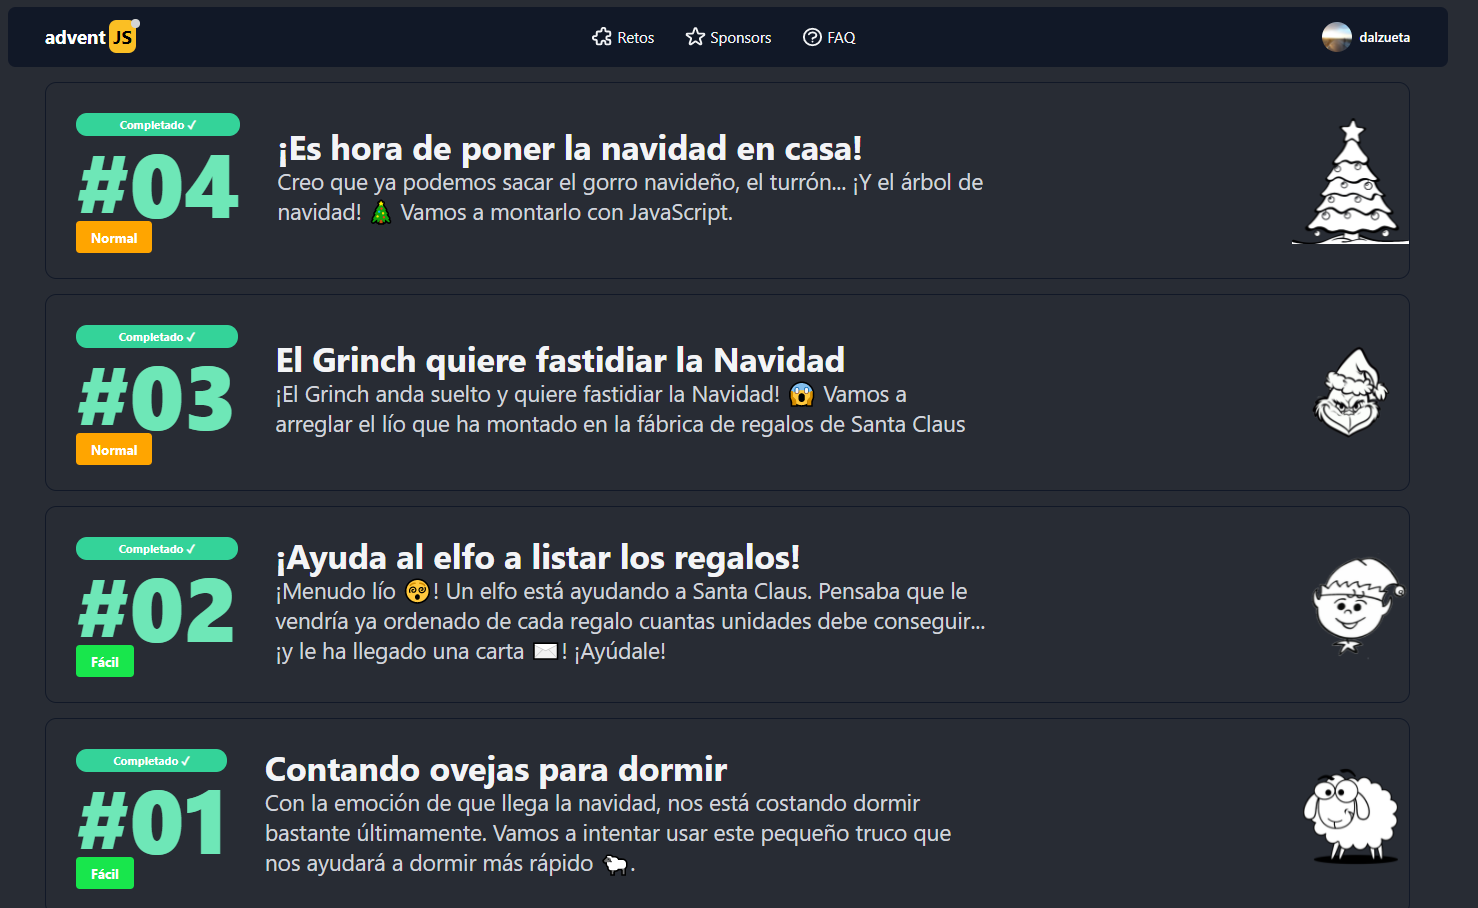 advent JS
Retos
Sponsors
FAQ
dalzueta
Completado ✓
#04
Normal
¡Es hora de poner la navidad en casa!
Creo que ya podemos sacar el gorro navideño, el turrón... ¡Y el árbol de
navidad! 🎄 Vamos a montarlo con JavaScript.
Completado ✓
#03
Normal
El Grinch quiere fastidiar la Navidad
¡El Grinch anda suelto y quiere fastidiar la Navidad! 😱 Vamos a
arreglar el lío que ha montado en la fábrica de regalos de Santa Claus
Completado ✓
#02
Fácil
¡Ayuda al elfo a listar los regalos!
¡Menudo lío 😵‍💫! Un elfo está ayudando a Santa Claus. Pensaba que le
vendría ya ordenado de cada regalo cuantas unidades debe conseguir...
¡y le ha llegado una carta ✉️! ¡Ayúdale!
Completado ✓
#01
Fácil
Contando ovejas para dormir
Con la emoción de que llega la navidad, nos está costando dormir
bastante últimamente. Vamos a intentar usar este pequeño truco que
nos ayudará a dormir más rápido 🐑.